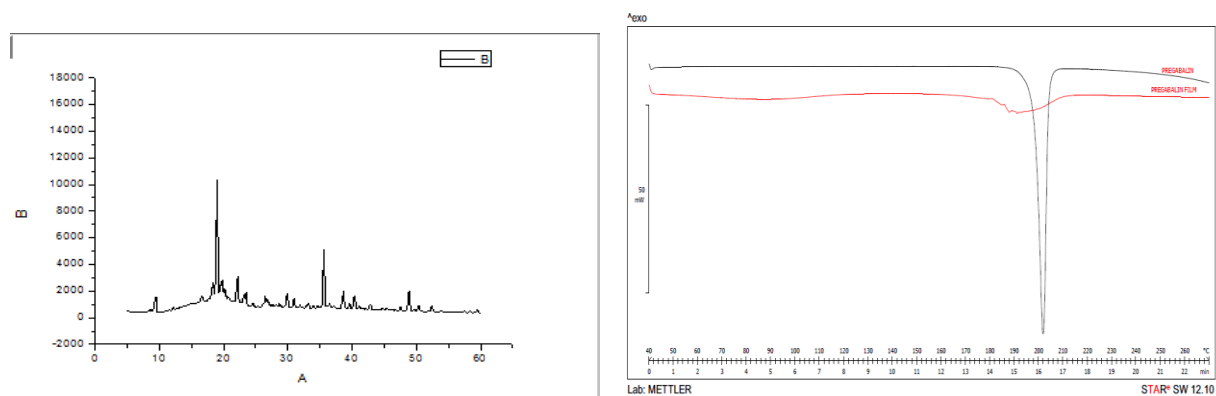 B
18000
16000
14000
12000
10000
8000
6000
4000
2000
0
-2000
B
0 10 20 30 40 50 60
A
^exo
PREGABALIN
PREGABALIN FILM
50
mW
40 50 60 70 80 90 100 110 120 130 140 150 160 170 180 190 200 210 220 230 240 250 260 °C
0 1 2 3 4 5 6 7 8 9 10 11 12 13 14 15 16 17 18 19 20 21 22 min
Lab: METTLER STARe SW 12.10